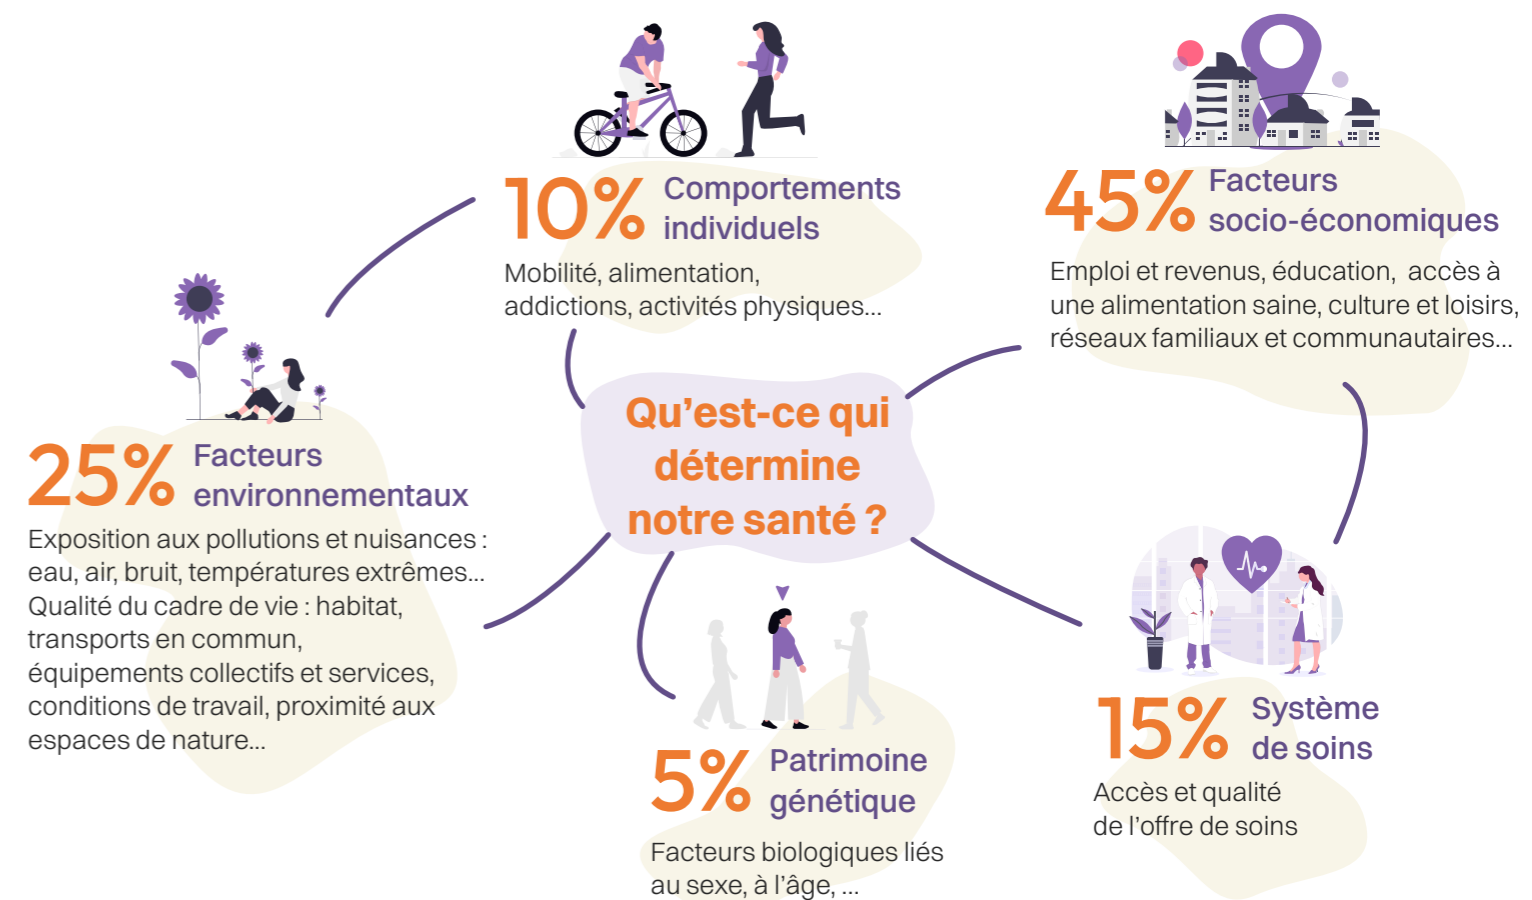 10% Comportements
individuels
Mobilité, alimentation,
addictions, activités physiques...
45% Facteurs
socio-économiques
Emploi et revenus, éducation, accès à
une alimentation saine, culture et loisirs,
réseaux familiaux et communautaires...
Qu’est-ce qui
détermine
notre santé ?
25% Facteurs
environnementaux
Exposition aux pollutions et nuisances :
eau, air, bruit, températures extrêmes...
Qualité du cadre de vie : habitat,
transports en commun,
équipements collectifs et services,
conditions de travail, proximité aux
espaces de nature...
5% Patrimoine
génétique
Facteurs biologiques liés
au sexe, à l’âge, ...
15% Système
de soins
Accès et qualité
de l’offre de soins